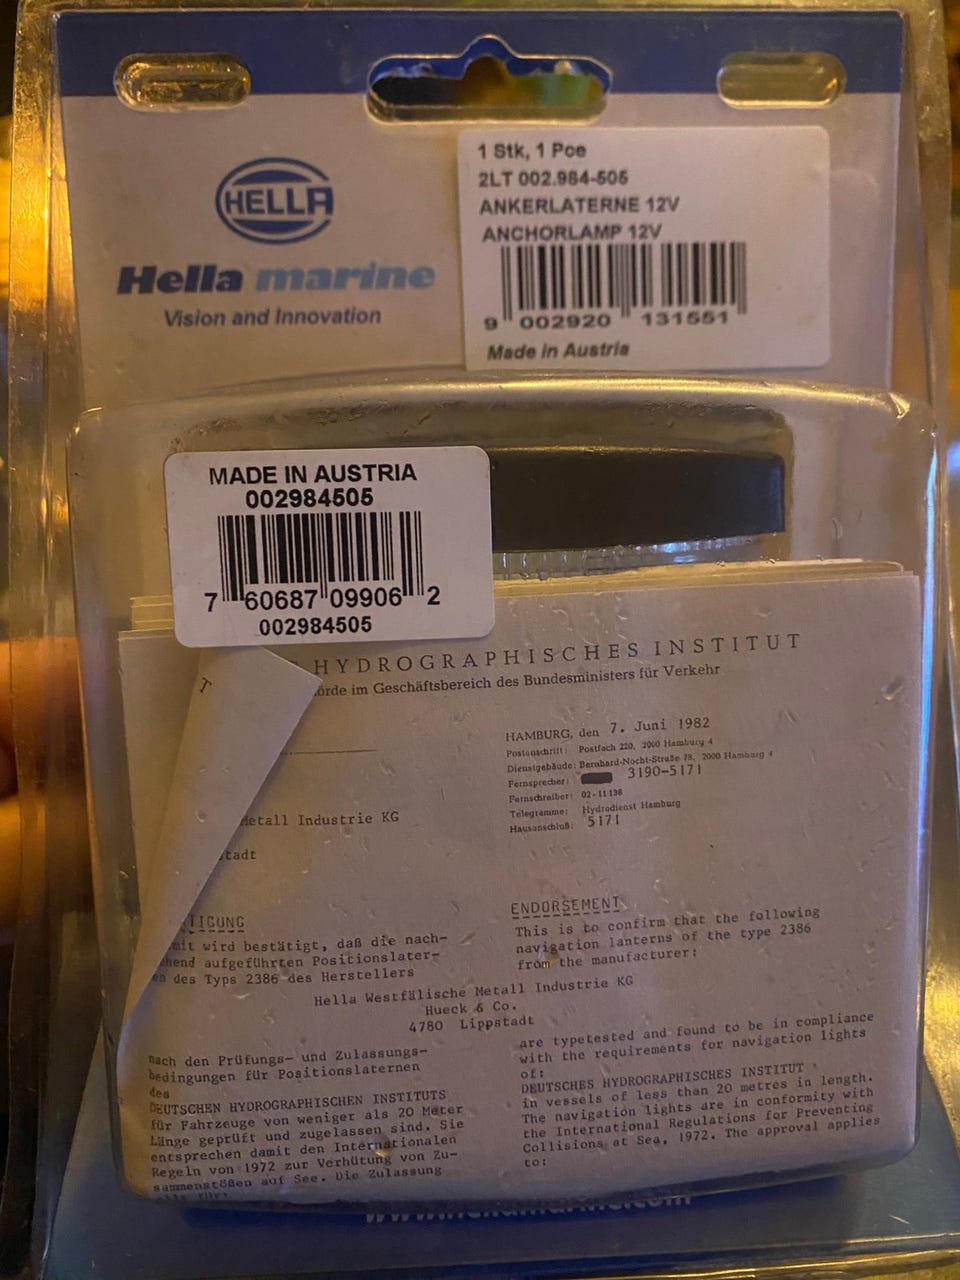 HELLA
Hella marine
Vision and Innovation
1 Stk, 1 Pce
2LT 002.984-505
ANKERLATERNE 12V
ANCHORLAMP 12V
9 002920 131551
Made in Austria
MADE IN AUSTRIA
002984505
7 60687 09906 2
002984505
T
HYDROGRAPHISCHES INSTITUT
örde im Geschäftsbereich des Bundesministers für Verkehr
HAMBURG, den 7. Juni 1982
Postanschrift: Postfach 220, 2000 Hamburg 4
Dienstgebäude: Bernhard-Nocht-Straße 78, 2000 Hamburg 4
Fernsprecher: 3190-5171
Fernschreiber: 02-11138
Telegramme: Hydrodienst Hamburg
Hausanschluß: 5171
Metall Industrie KG
tadt
TIGUNG
mit wird bestätigt, daß die nach-
hend aufgeführten Positionslater-
en des Typs 2386 des Herstellers
ENDORSEMENT
This is to confirm that the following
navigation lanterns of the type 2386
from the manufacturer:
Hella Westfälische Metall Industrie KG
Hueck & Co.
4780 Lippstadt
nach den Prüfungs- und Zulassungs-
bedingungen für Positionslaternen
des
DEUTSCHEN HYDROGRAPHISCHEN INSTITUTS
für Fahrzeuge von weniger als 20 Meter
Länge geprüft und zugelassen sind. Sie
entsprechen damit den Internationalen
Regeln von 1972 zur Verhütung von Zu-
sammenstößen auf See. Die Zulassung
are typetested and found to be in compliance
with the requirements for navigation lights
of:
DEUTSCHES HYDROGRAPHISCHES INSTITUT
in vessels of less than 20 metres in length.
The navigation lights are in conformity with
the International Regulations for Preventing
Collisions at Sea, 1972. The approval applies
to:
www.hellamarine.com